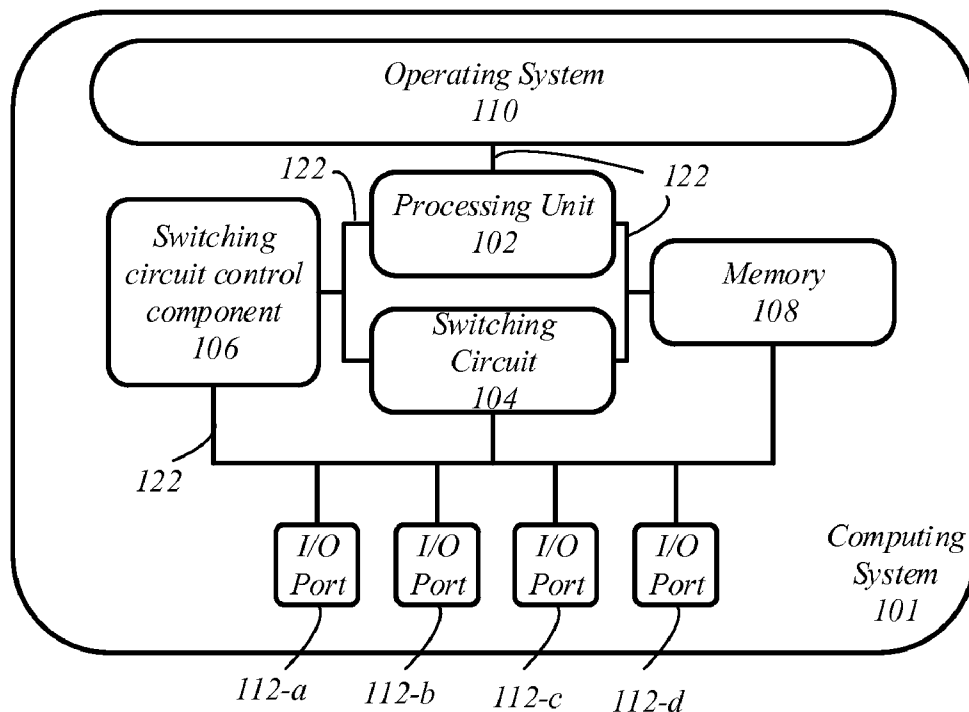 Operating System
110
122
122
Processing Unit
102
Switching
circuit control
component
106
Memory
108
Switching
Circuit
104
122
I/O
Port
I/O
Port
I/O
Port
I/O
Port
Computing
System
101
112-a
112-b
112-c
112-d